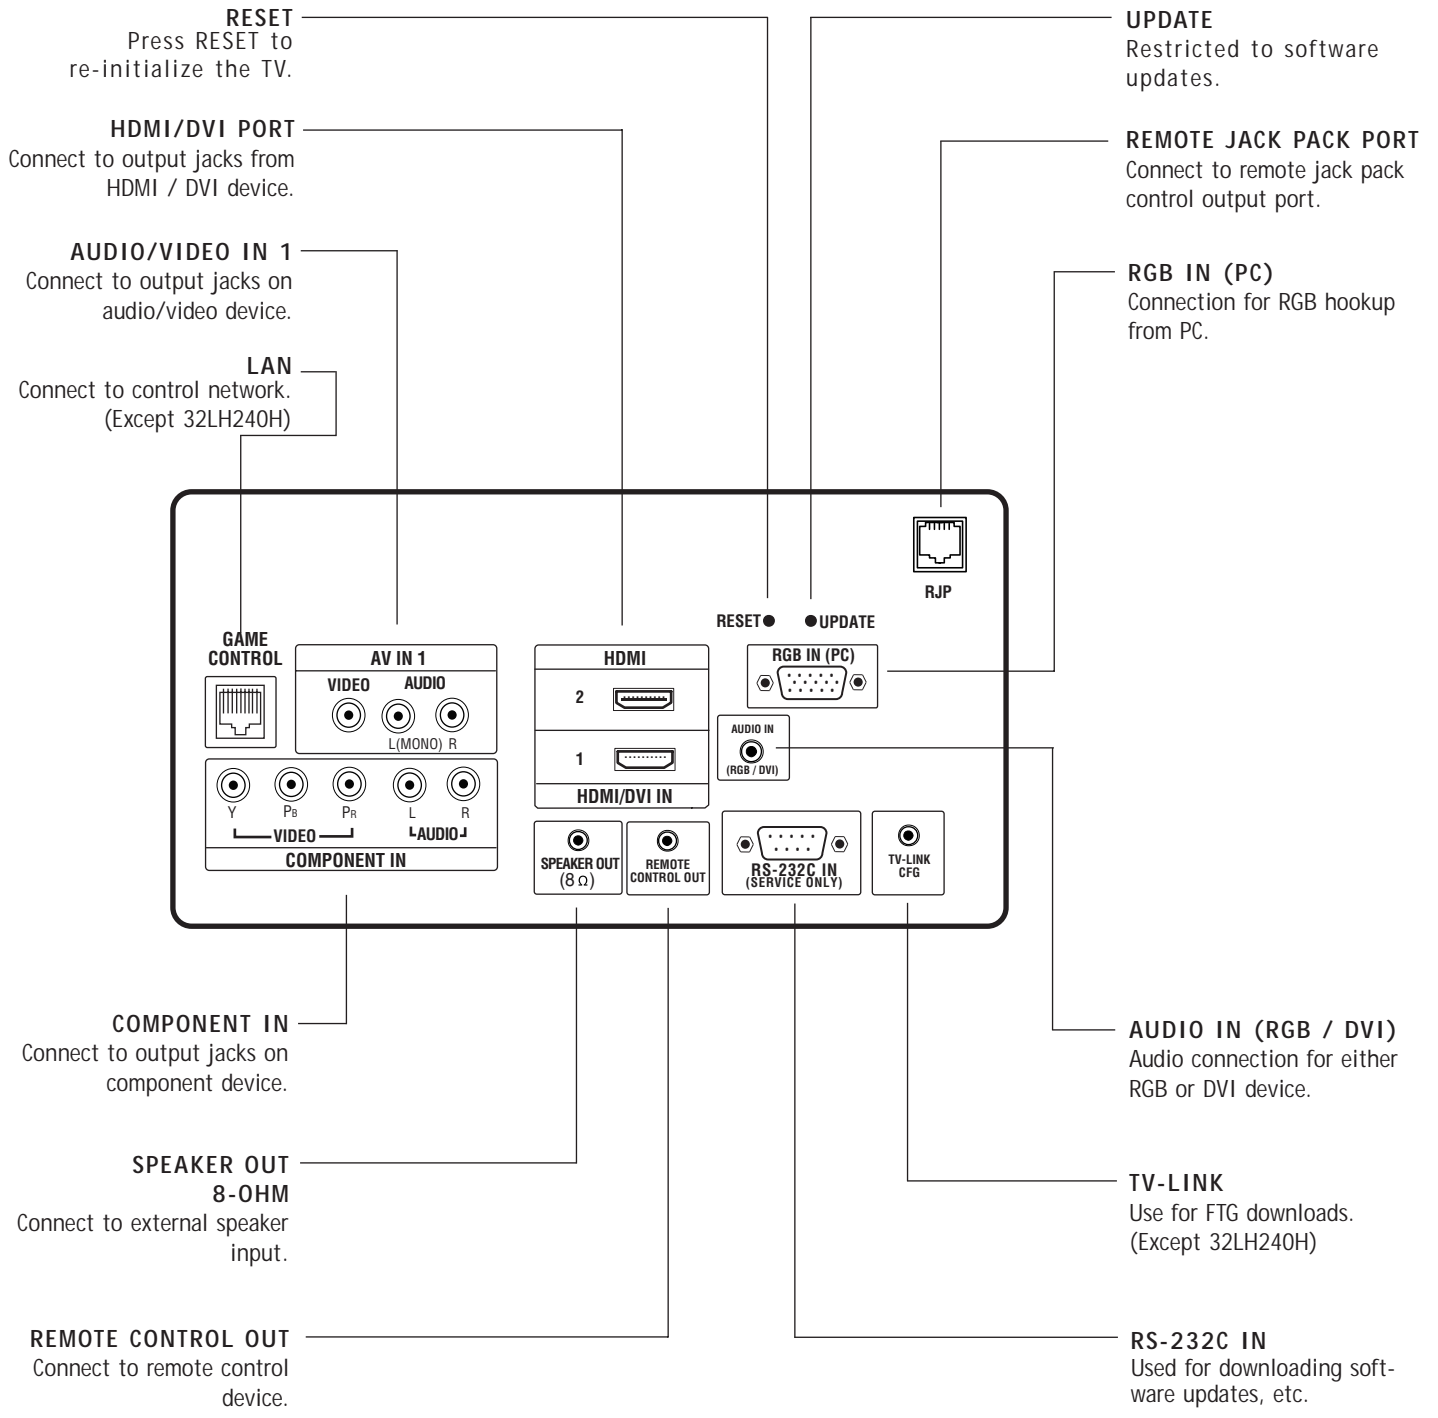 RESET
Press RESET to
re-initialize the TV.
HDMI/DVI PORT
Connect to output jacks from
HDMI / DVI device.
AUDIO/VIDEO IN 1
Connect to output jacks on
audio/video device.
LAN
Connect to control network.
(Except 32LH240H)
UPDATE
Restricted to software
updates.
REMOTE JACK PACK PORT
Connect to remote jack pack
control output port.
RGB IN (PC)
Connection for RGB hookup
from PC.
RJP
RESET
UPDATE
GAME
CONTROL
AV IN 1
VIDEO
AUDIO
L(MONO) R
HDMI
2
1
HDMI/DVI IN
RGB IN (PC)
AUDIO IN
(RGB / DVI)
Y
PB
PR
L
R
VIDEO
AUDIO
COMPONENT IN
SPEAKER OUT
(8 Ω)
REMOTE
CONTROL OUT
RS-232C IN
(SERVICE ONLY)
TV-LINK
CFG
COMPONENT IN
Connect to output jacks on
component device.
SPEAKER OUT
8-OHM
Connect to external speaker
input.
REMOTE CONTROL OUT
Connect to remote control
device.
AUDIO IN (RGB / DVI)
Audio connection for either
RGB or DVI device.
TV-LINK
Use for FTG downloads.
(Except 32LH240H)
RS-232C IN
Used for downloading soft-
ware updates, etc.